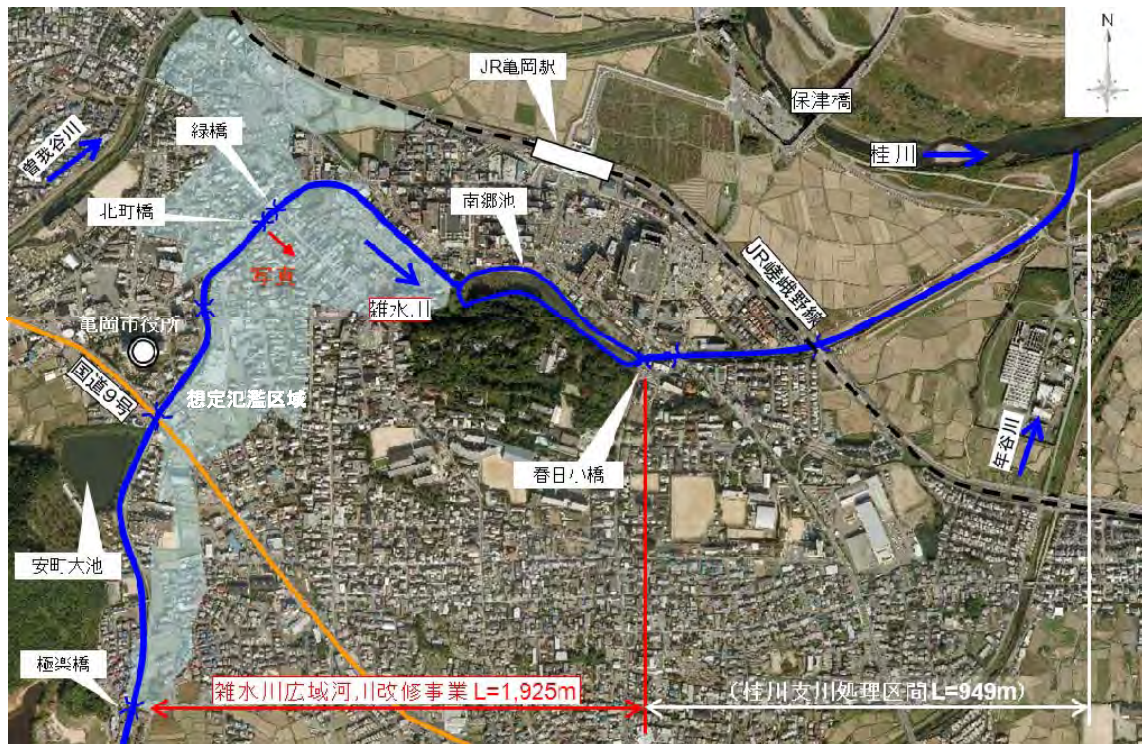 N
JR亀岡駅
保津橋
緑橋
曽我谷川
桂川
北町橋
南郷池
写真
雑水川
JR嵯峨野線
亀岡市役所
国道9号
想定氾濫区域
年谷川
春日小橋
安町大池
極楽橋
雑水川広域河川改修事業 L=1,925m
(桂川支川処理区間L=949m)